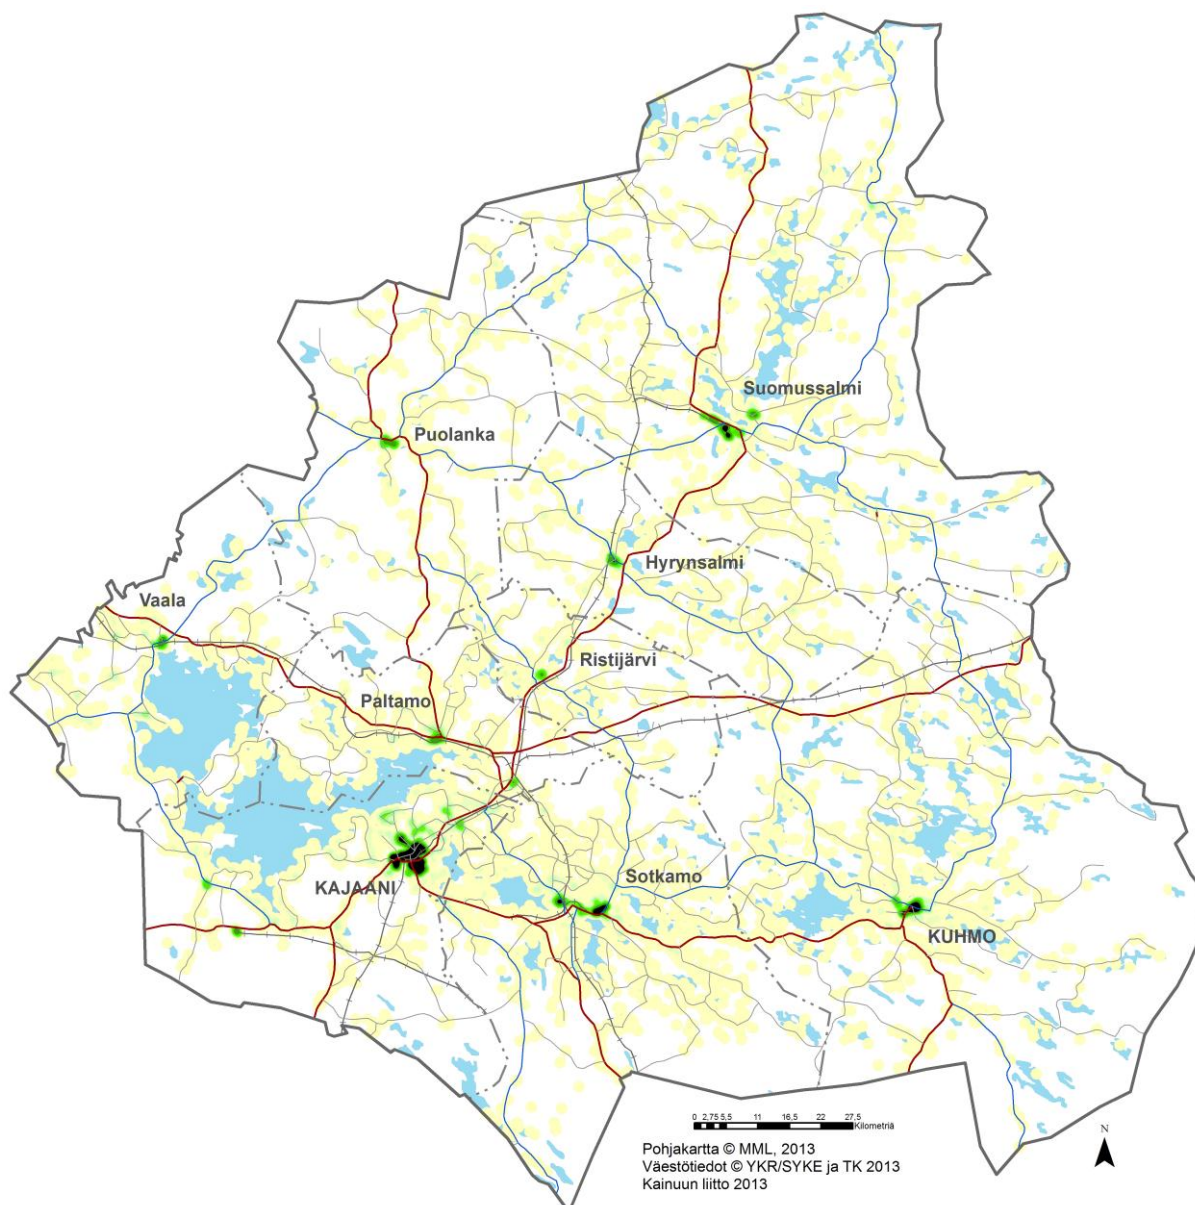 Suomussalmi
Puolanka
Hyrynsalmi
Vaala
Ristijärvi
Paltamo
Sotkamo
KAJAANI
KUHMO
0 2,75 5,5 11 16,5 22 27,5
Kilometriä
N
Pohjakartta © MML, 2013
Väestötiedot © YKR/SYKE ja TK 2013
Kainuun liitto 2013